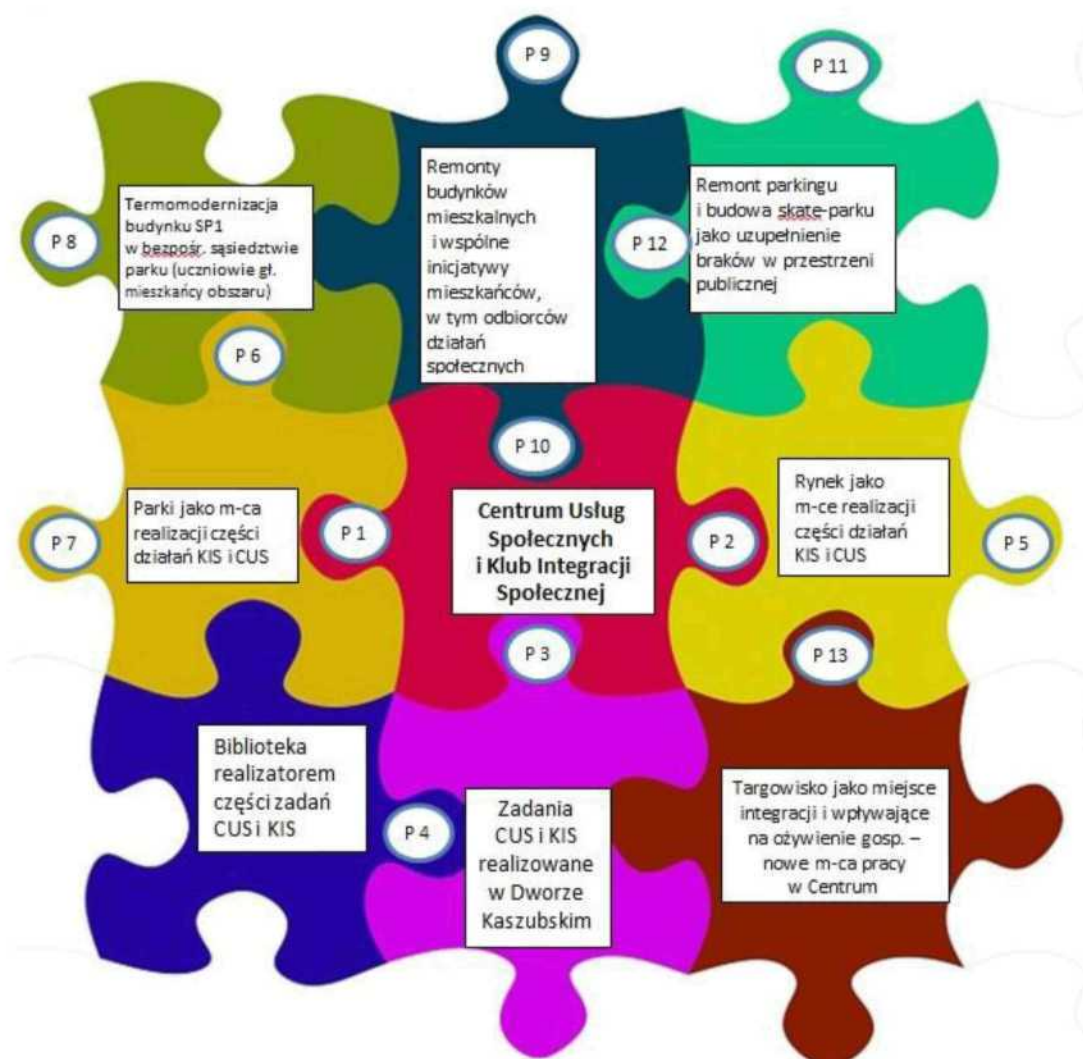 P 9
P 11
Termomodernizacja
budynku SP1
w bezpośr. sąsiedztwie
parku (uczniowie gł.
mieszkańcy obszaru)
P 8
Remonty
budynków
mieszkalnych
i wspólne
inicjatywy
mieszkańców,
w tym odbiorców
działań
społecznych
P 12
Remont parkingu
i budowa skate-parku
jako uzupełnienie
braków w przestrzeni
publicznej
P 6
P 10
P 7
Parki jako m-ca
realizacji części
działań KIS i CUS
P 1
Centrum Usług
Społecznych
i Klub Integracji
Społecznej
P 2
Rynek jako
m-ce realizacji
części działań
KIS i CUS
P 5
P 3
P 13
Biblioteka
realizatorem
części zadań
CUS i KIS
P 4
Zadania
CUS i KIS
realizowane
w Dworze
Kaszubskim
Targowisko jako miejsce
integracji i wpływające
na ożywienie gosp. –
nowe m-ca pracy
w Centrum